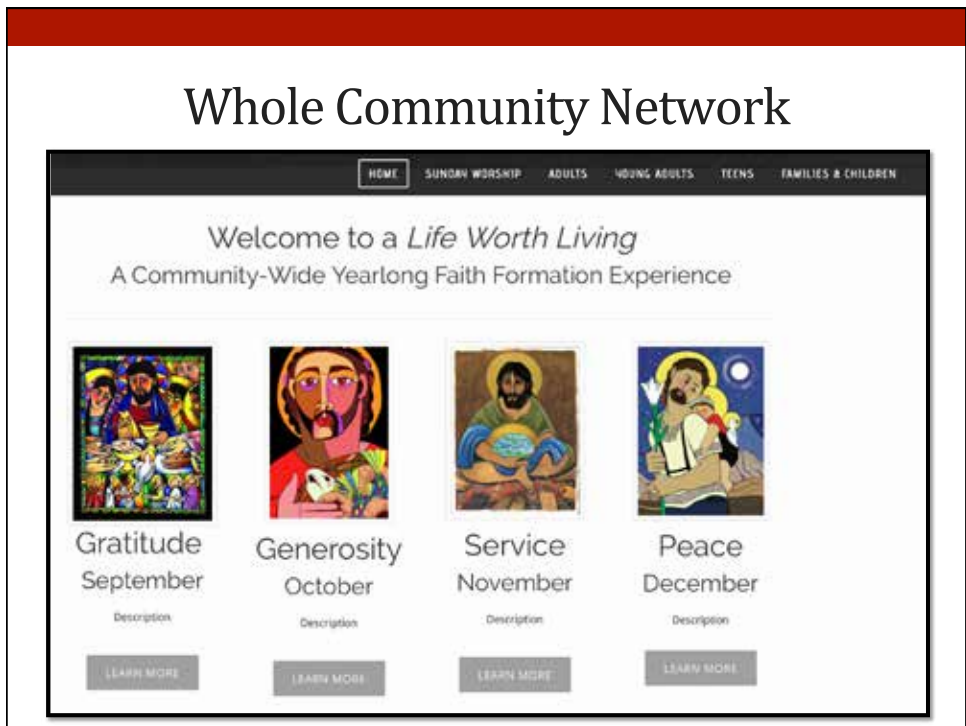 Whole Community Network
HOME SUNDAY WORSHIP ADULTS YOUNG ADULTS TEENS FAMILIES & CHILDREN
Welcome to a Life Worth Living
A Community-Wide Yearlong Faith Formation Experience
Gratitude
September
Description
LEARN MORE
Generosity
October
Description
LEARN MORE
Service
November
Description
LEARN MORE
Peace
December
Description
LEARN MORE